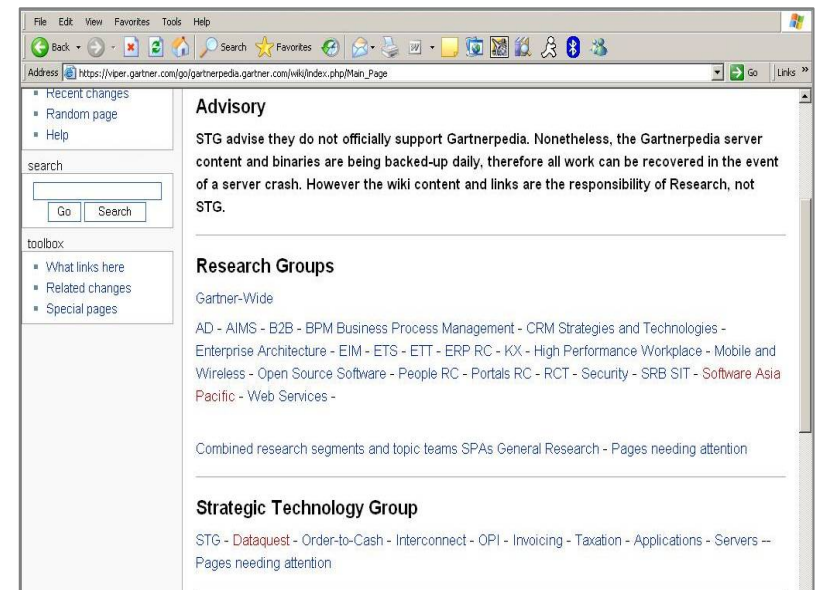 File Edit View Favorites Tools Help
Back Search Favorites
Address https://viper.gartner.com/go/gartnerpedia.gartner.com/wiki/index.php/Main_Page Go Links »
Recent changes
Random page
Help
search
Go Search
toolbox
What links here
Related changes
Special pages
Advisory
STG advise they do not officially support Gartnerpedia. Nonetheless, the Gartnerpedia server
content and binaries are being backed-up daily, therefore all work can be recovered in the event
of a server crash. However the wiki content and links are the responsibility of Research, not
STG.
Research Groups
Gartner-Wide
AD - AIMS - B2B - BPM Business Process Management - CRM Strategies and Technologies -
Enterprise Architecture - EIM - ETS - ETT - ERP RC - KX - High Performance Workplace - Mobile and
Wireless - Open Source Software - People RC - Portals RC - RCT - Security - SRB SIT - Software Asia
Pacific - Web Services -
Combined research segments and topic teams SPAs General Research - Pages needing attention
Strategic Technology Group
STG - Dataquest - Order-to-Cash - Interconnect - OPI - Invoicing - Taxation - Applications - Servers --
Pages needing attention